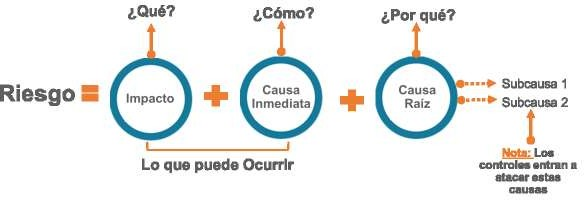 ¿Qué?
¿Cómo?
¿Por qué?
Riesgo =
Impacto
+
Causa
Inmediata
+
Causa
Raíz
Subcausa 1
Subcausa 2
Lo que puede Ocurrir
Nota: Los
controles entran a
atacar estas
causas